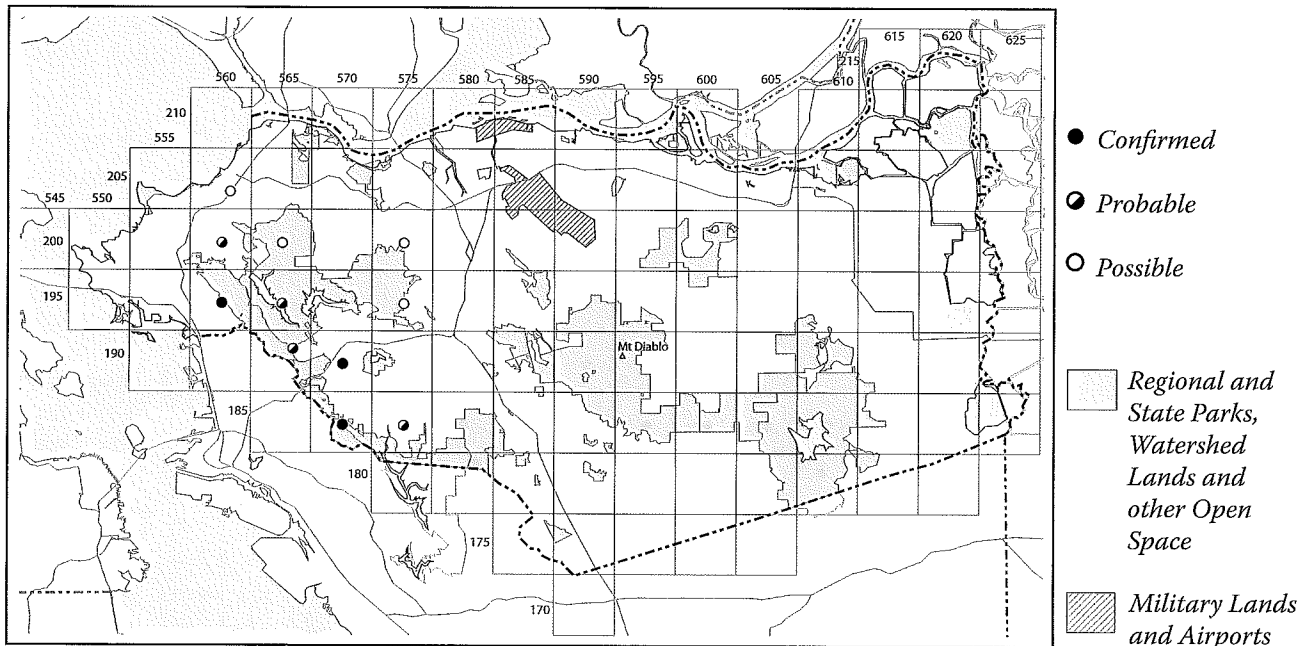 615
620
625
560
565
570
575
580
585
590
595
600
605
610
215
210
555
205
545
550
200
195
190
Mt Diablo
185
180
175
170
Confirmed
Probable
Possible
Regional and
State Parks,
Watershed
Lands and
other Open
Space
Military Lands
and Airports